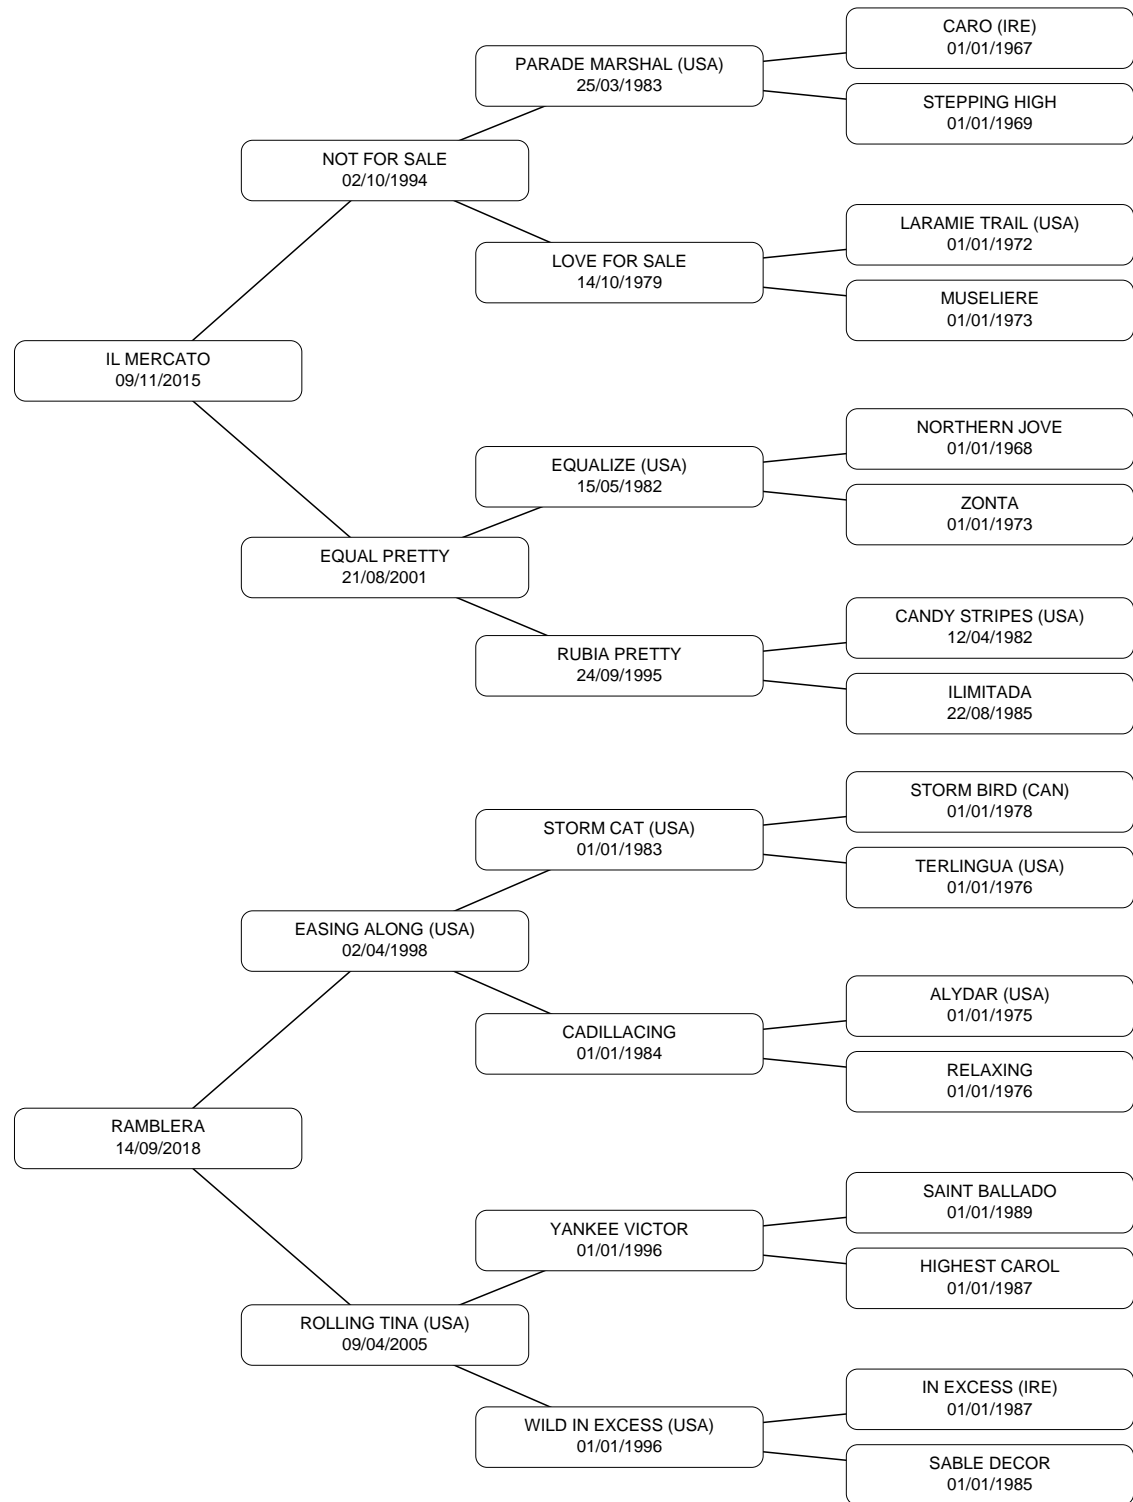 CARO (IRE)
01/01/1967
PARADE MARSHAL (USA)
25/03/1983
STEPPING HIGH
01/01/1969
NOT FOR SALE
02/10/1994
LARAMIE TRAIL (USA)
01/01/1972
LOVE FOR SALE
14/10/1979
MUSELIERE
01/01/1973
IL MERCATO
09/11/2015
NORTHERN JOVE
01/01/1968
EQUALIZE (USA)
15/05/1982
ZONTA
01/01/1973
EQUAL PRETTY
21/08/2001
CANDY STRIPES (USA)
12/04/1982
RUBIA PRETTY
24/09/1995
ILIMITADA
22/08/1985
STORM BIRD (CAN)
01/01/1978
STORM CAT (USA)
01/01/1983
TERLINGUA (USA)
01/01/1976
EASING ALONG (USA)
02/04/1998
ALYDAR (USA)
01/01/1975
CADILLACING
01/01/1984
RELAXING
01/01/1976
RAMBLERA
14/09/2018
SAINT BALLADO
01/01/1989
YANKEE VICTOR
01/01/1996
HIGHEST CAROL
01/01/1987
ROLLING TINA (USA)
09/04/2005
IN EXCESS (IRE)
01/01/1987
WILD IN EXCESS (USA)
01/01/1996
SABLE DECOR
01/01/1985